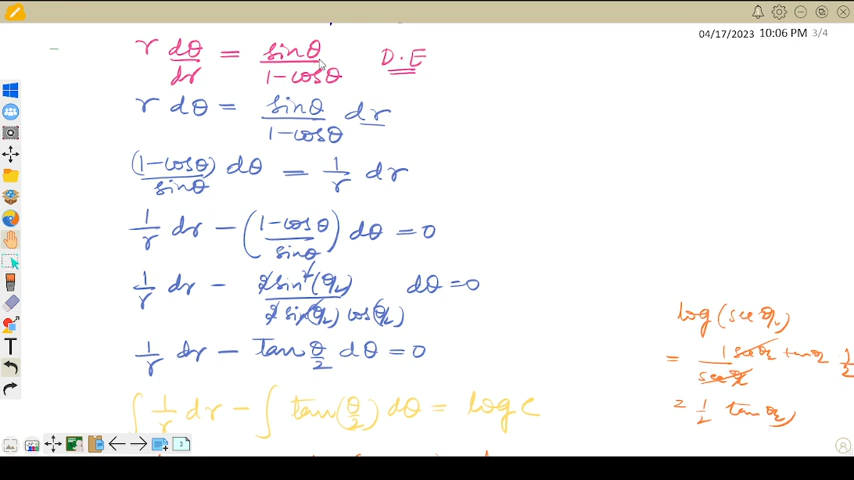 04/17/2023 10:06 PM 3/4
r dθ/dr = sinθ/(1-cosθ) D.E
r dθ = sinθ/(1-cosθ) dr
(1-cosθ)/sinθ dθ = 1/r dr
1/r dr - ((1-cosθ)/sinθ) dθ = 0
1/r dr - 2sin²(θ/2)/(2sin(θ/2) cos(θ/2)) dθ = 0
1/r dr - tan θ/2 dθ = 0
∫ 1/r dr - ∫ tan(θ/2) dθ = log c
log(sec θ/2)
= 1/(sec θ/2) sec θ/2 tan θ/2 1/2
= 1/2 tan θ/2